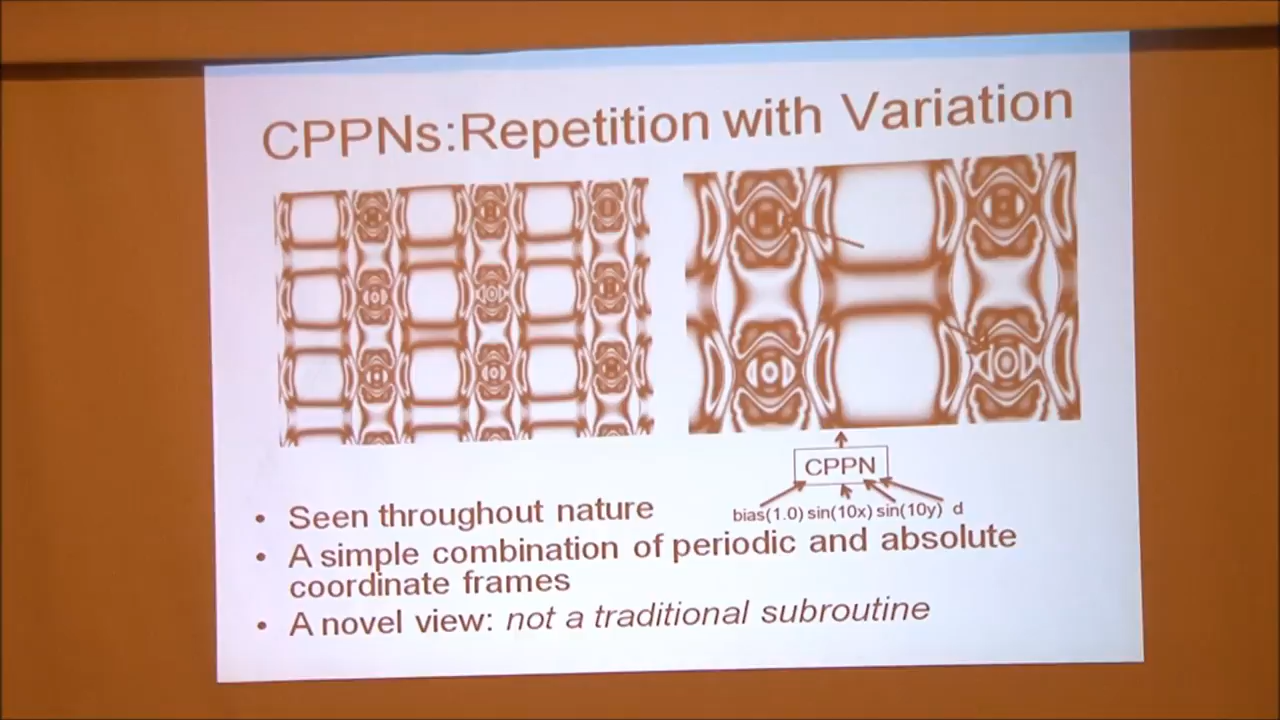 CPPNs:Repetition with Variation
CPPN
bias(1.0) sin(10x) sin(10y) d
• Seen throughout nature
• A simple combination of periodic and absolute
coordinate frames
• A novel view: not a traditional subroutine